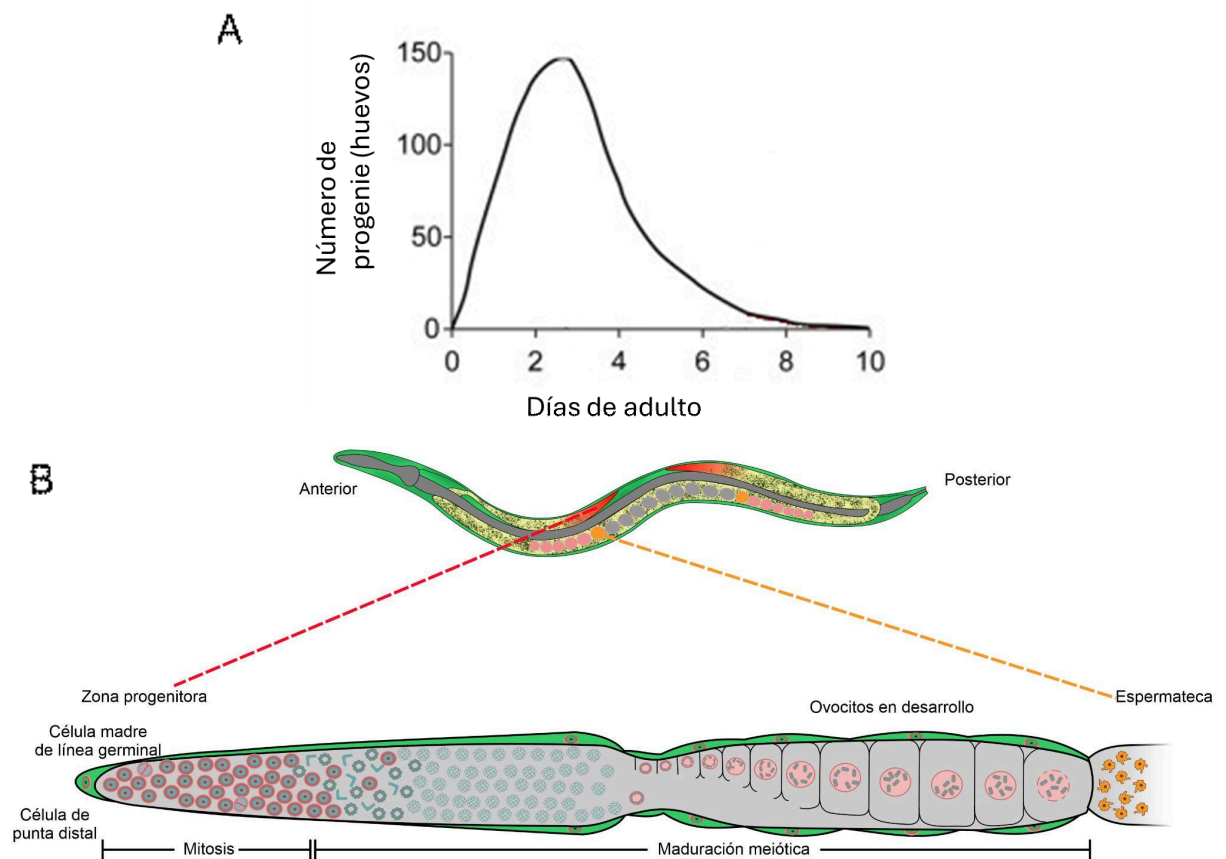 A
Número de
progenie (huevos)
150
100
50
0
0 2 4 6 8 10
Días de adulto
B
Anterior
Posterior
Zona progenitora
Espermateca
Célula madre
de línea germinal
Ovocitos en desarrollo
Célula de
punta distal
Mitosis
Maduración meiótica